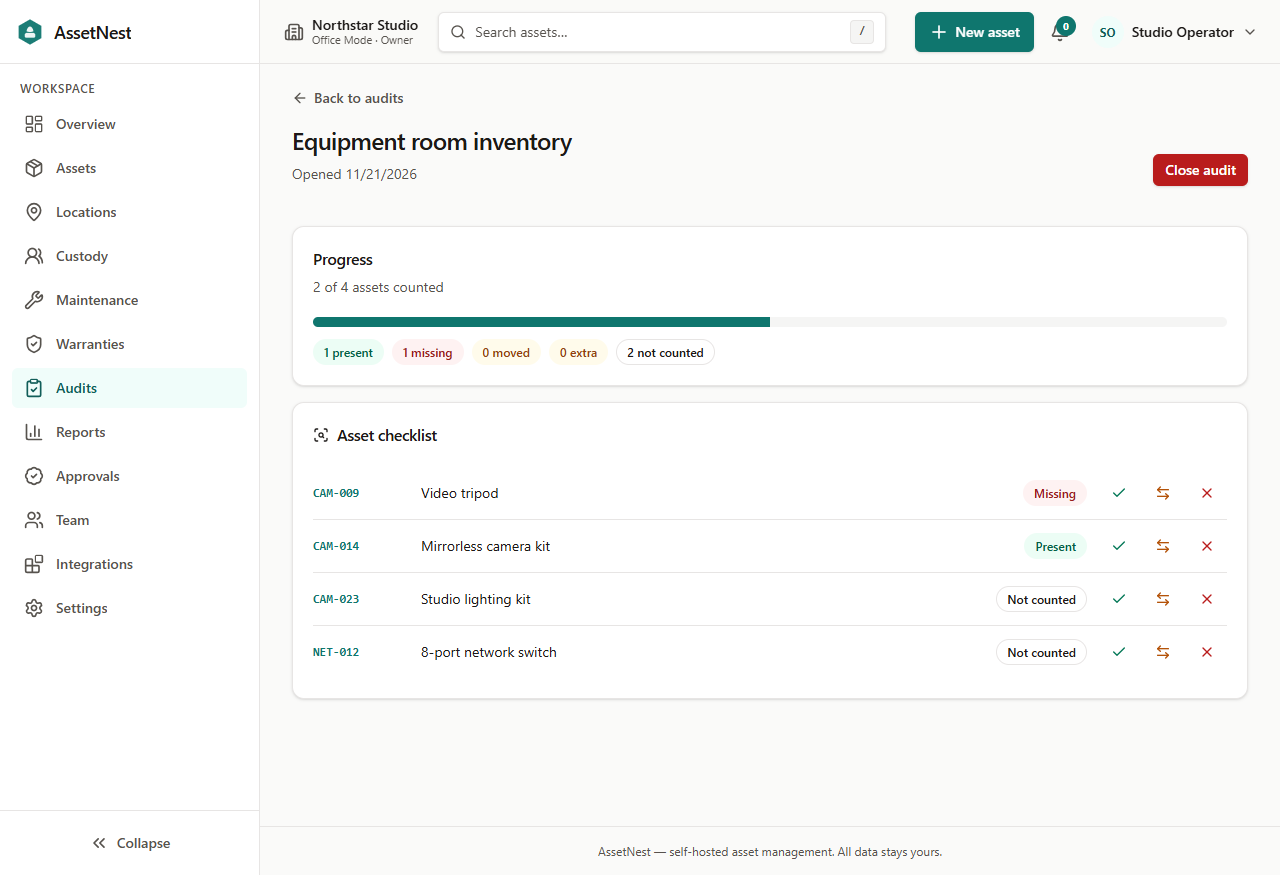 AssetNest
Northstar Studio
Office Mode · Owner
Search assets...
/
New asset
0
SO
Studio Operator
WORKSPACE
Overview
Assets
Locations
Custody
Maintenance
Warranties
Audits
Reports
Approvals
Team
Integrations
Settings
Collapse
Back to audits
Equipment room inventory
Opened 11/21/2026
Close audit
Progress
2 of 4 assets counted
1 present
1 missing
0 moved
0 extra
2 not counted
Asset checklist
CAM-009 Video tripod Missing
CAM-014 Mirrorless camera kit Present
CAM-023 Studio lighting kit Not counted
NET-012 8-port network switch Not counted
AssetNest — self-hosted asset management. All data stays yours.